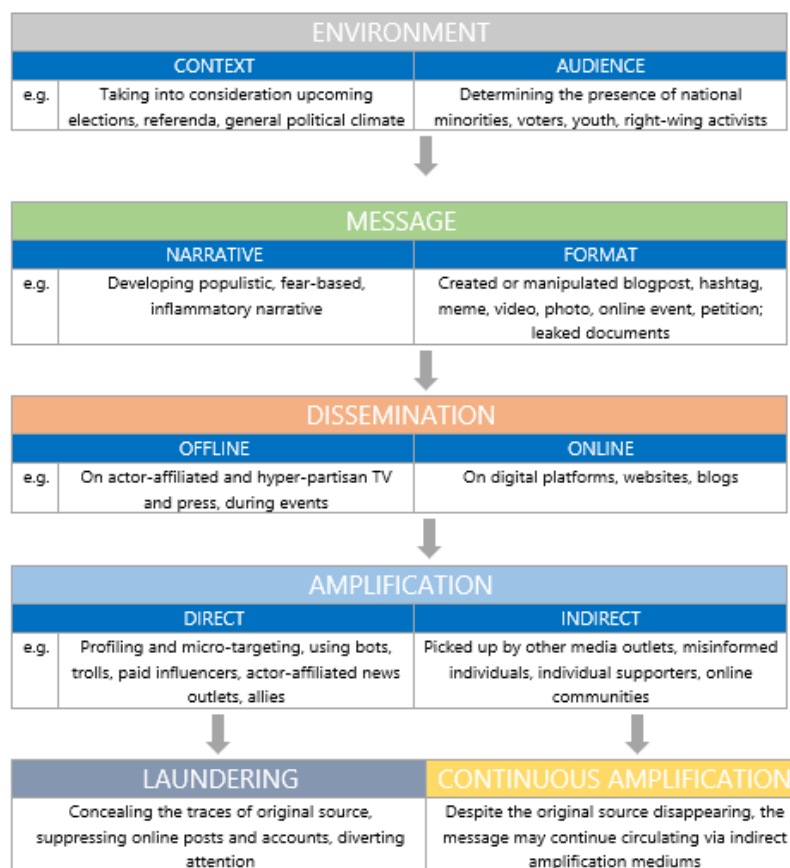 ENVIRONMENT
CONTEXT
AUDIENCE
e.g.
Taking into consideration upcoming
elections, referenda, general political climate
Determining the presence of national
minorities, voters, youth, right-wing activists
MESSAGE
NARRATIVE
FORMAT
e.g.
Developing populistic, fear-based,
inflammatory narrative
Created or manipulated blogpost, hashtag,
meme, video, photo, online event, petition;
leaked documents
DISSEMINATION
OFFLINE
ONLINE
e.g.
On actor-affiliated and hyper-partisan TV
and press, during events
On digital platforms, websites, blogs
AMPLIFICATION
DIRECT
INDIRECT
e.g.
Profiling and micro-targeting, using bots,
trolls, paid influencers, actor-affiliated news
outlets, allies
Picked up by other media outlets, misinformed
individuals, individual supporters, online
communities
LAUNDERING
Concealing the traces of original source,
suppressing online posts and accounts, diverting
attention
CONTINUOUS AMPLIFICATION
Despite the original source disappearing, the
message may continue circulating via indirect
amplification mediums